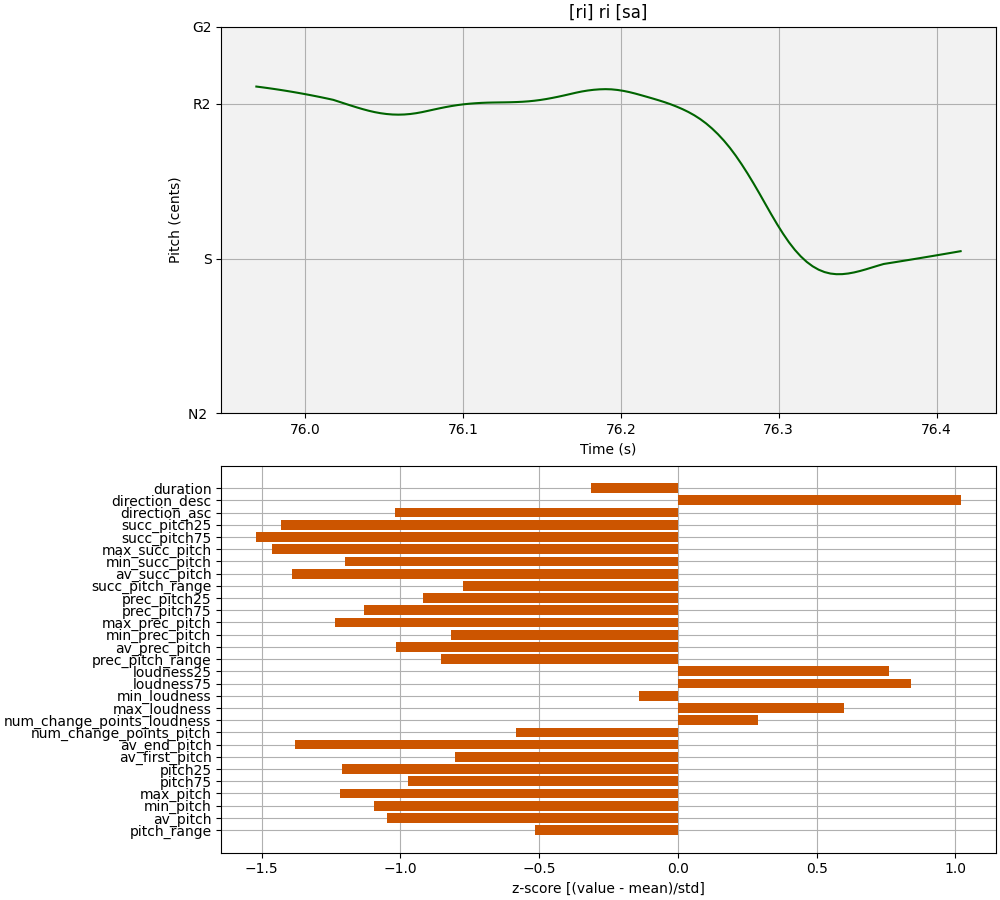 [ri] ri [sa]
G2
R2
S
N2
Pitch (cents)
76.0 76.1 76.2 76.3 76.4
Time (s)
duration
direction_desc
direction_asc
succ_pitch25
succ_pitch75
max_succ_pitch
min_succ_pitch
av_succ_pitch
succ_pitch_range
prec_pitch25
prec_pitch75
max_prec_pitch
min_prec_pitch
av_prec_pitch
prec_pitch_range
loudness25
loudness75
min_loudness
max_loudness
num_change_points_loudness
num_change_points_pitch
av_end_pitch
av_first_pitch
pitch25
pitch75
max_pitch
min_pitch
av_pitch
pitch_range
−1.5 −1.0 −0.5 0.0 0.5 1.0
z-score [(value - mean)/std]